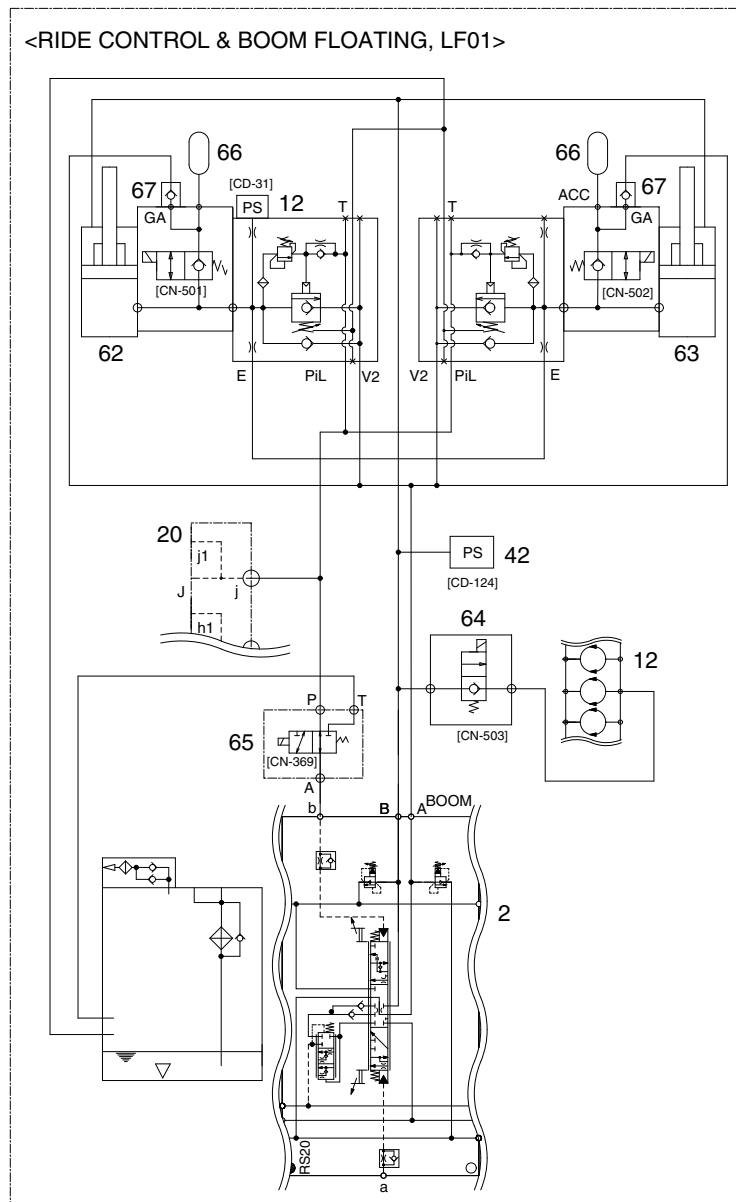 <RIDE CONTROL & BOOM FLOATING, LF01>
66
66
67
[CD-31]
12
ACC
67
PS
T
T
GA
GA
[CN-501]
[CN-502]
62
63
E
PiL
V2
V2
PiL
E
20
j1
J
j
h1
PS
42
[CD-124]
64
12
[CN-503]
P
T
65
[CN-369]
A
b
B
A
BOOM
2
RS20
a